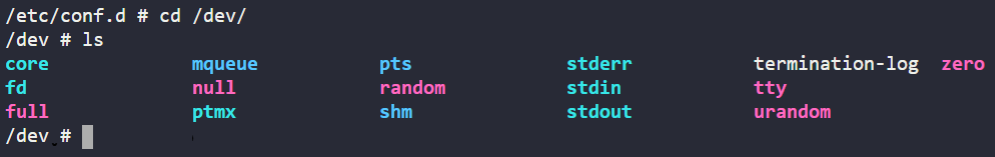 /etc/conf.d # cd /dev/
/dev # ls
core mqueue pts stderr termination-log zero
fd null random stdin tty
full ptmx shm stdout urandom
/dev #